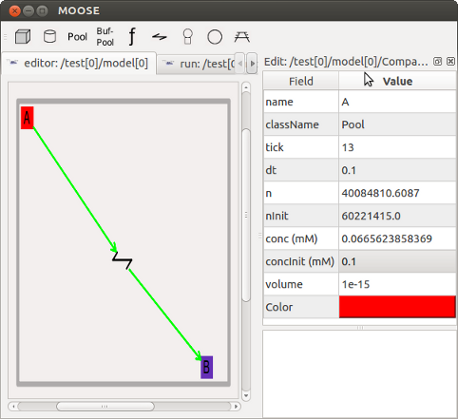 MOOSE
Pool
Buf-
Pool
f
editor: /test[0]/model[0]
run: /test[0
Edit: /test[0]/model[0]/Compa...
Field Value
name A
className Pool
tick 13
dt 0.1
n 40084810.6087
nInit 60221415.0
conc (mM) 0.0665623858369
concInit (mM) 0.1
volume 1e-15
Color
A
B